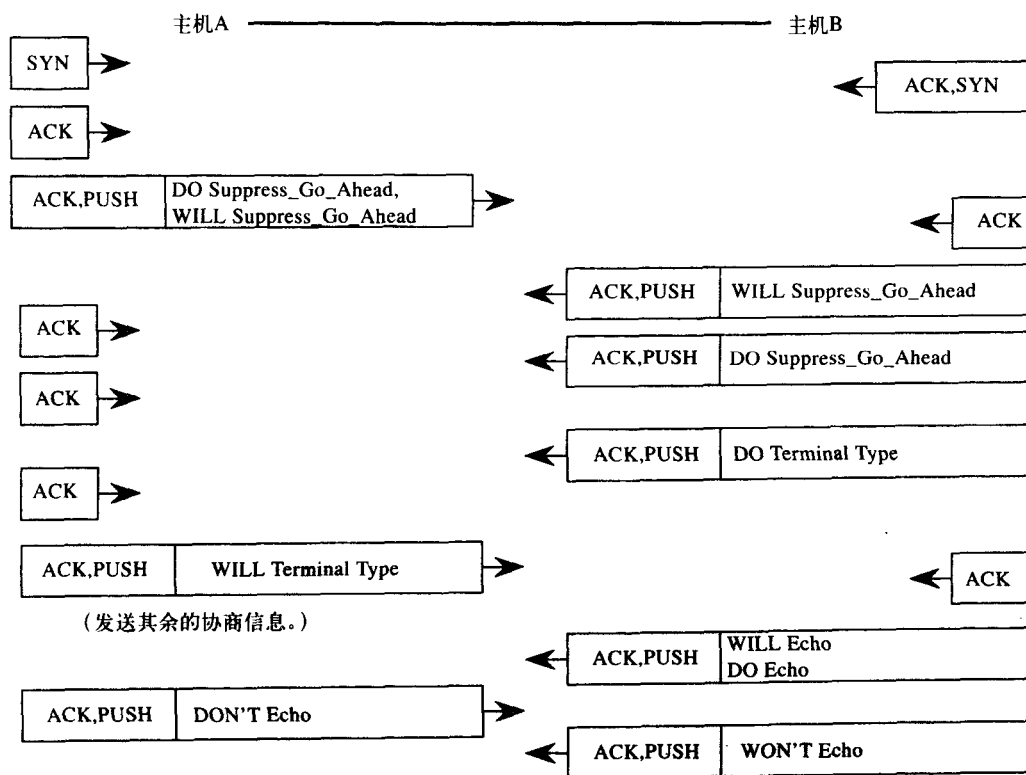 主机A 主机B
SYN
ACK,SYN
ACK
ACK,PUSH DO Suppress_Go_Ahead,
WILL Suppress_Go_Ahead
ACK
ACK,PUSH WILL Suppress_Go_Ahead
ACK
ACK,PUSH DO Suppress_Go_Ahead
ACK
ACK,PUSH DO Terminal Type
ACK
ACK,PUSH WILL Terminal Type
ACK
(发送其余的协商信息。)
ACK,PUSH WILL Echo
DO Echo
ACK,PUSH DON'T Echo
ACK,PUSH WON'T Echo